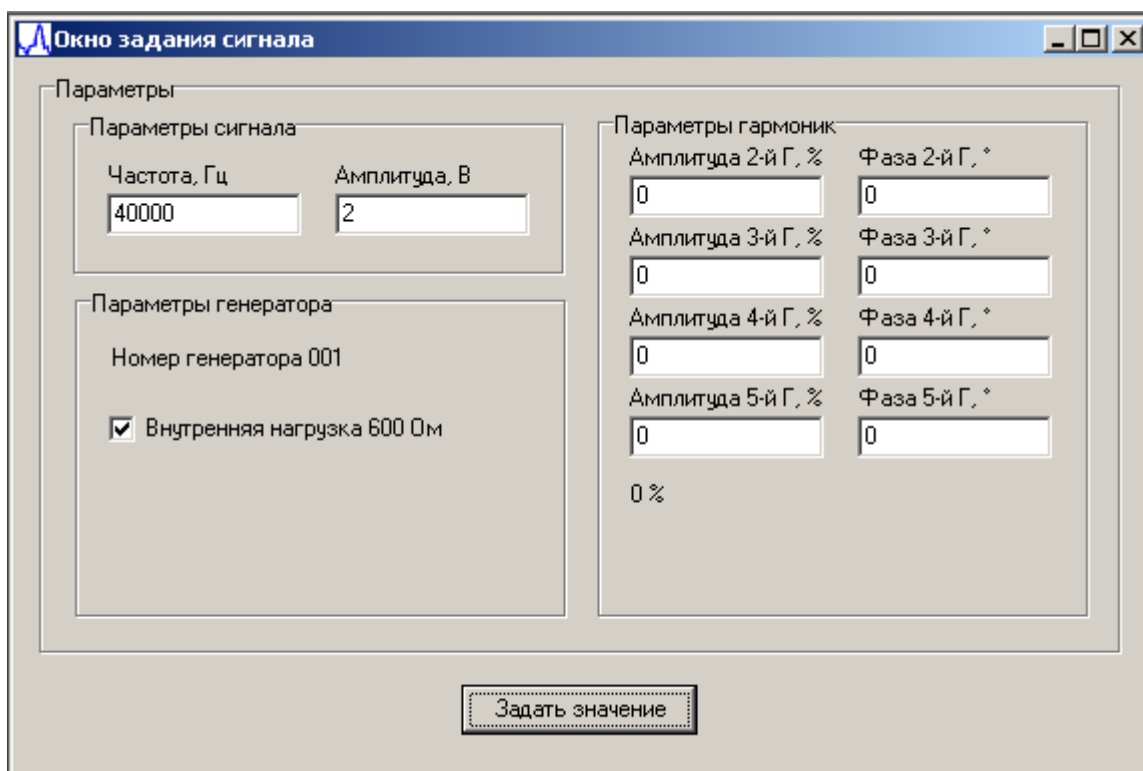 Окно задания сигнала
Параметры
Параметры сигнала
Частота, Гц Амплитуда, В
40000 2
Параметры генератора
Номер генератора 001
Внутренняя нагрузка 600 Ом
Параметры гармоник
Амплитуда 2-й Г, % Фаза 2-й Г, °
0 0
Амплитуда 3-й Г, % Фаза 3-й Г, °
0 0
Амплитуда 4-й Г, % Фаза 4-й Г, °
0 0
Амплитуда 5-й Г, % Фаза 5-й Г, °
0 0
0 %
Задать значение